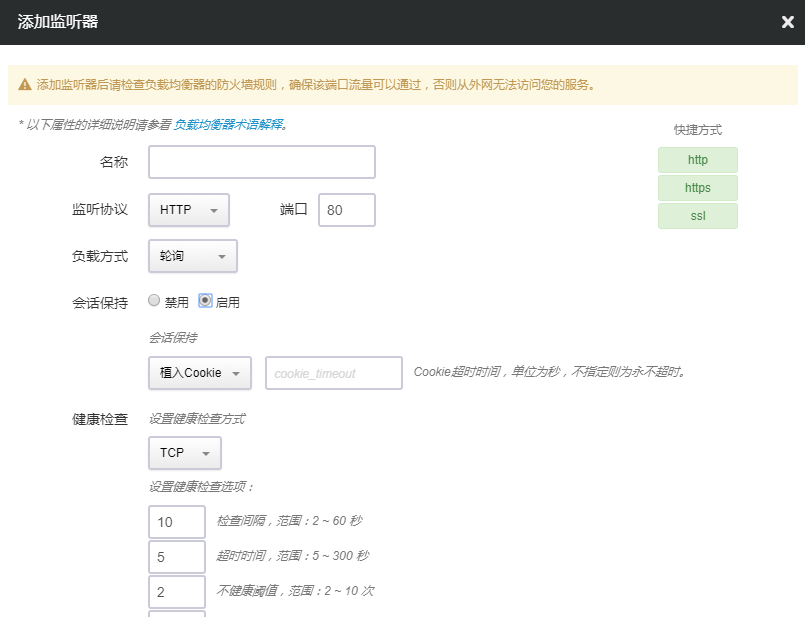 添加监听器
添加监听器后请检查负载均衡器的防火墙规则，确保该端口流量可以通过，否则从外网无法访问您的服务。
* 以下属性的详细说明请参看 负载均衡器术语解释。
快捷方式
名称
http
https
监听协议 HTTP 端口 80
ssl
负载方式 轮询
会话保持 禁用 启用
会话保持
植入Cookie cookie_timeout Cookie超时时间，单位为秒，不指定则为永不超时。
健康检查 设置健康检查方式
TCP
设置健康检查选项：
10 检查间隔，范围：2 ~ 60 秒
5 超时时间，范围：5 ~ 300 秒
2 不健康阈值，范围：2 ~ 10 次